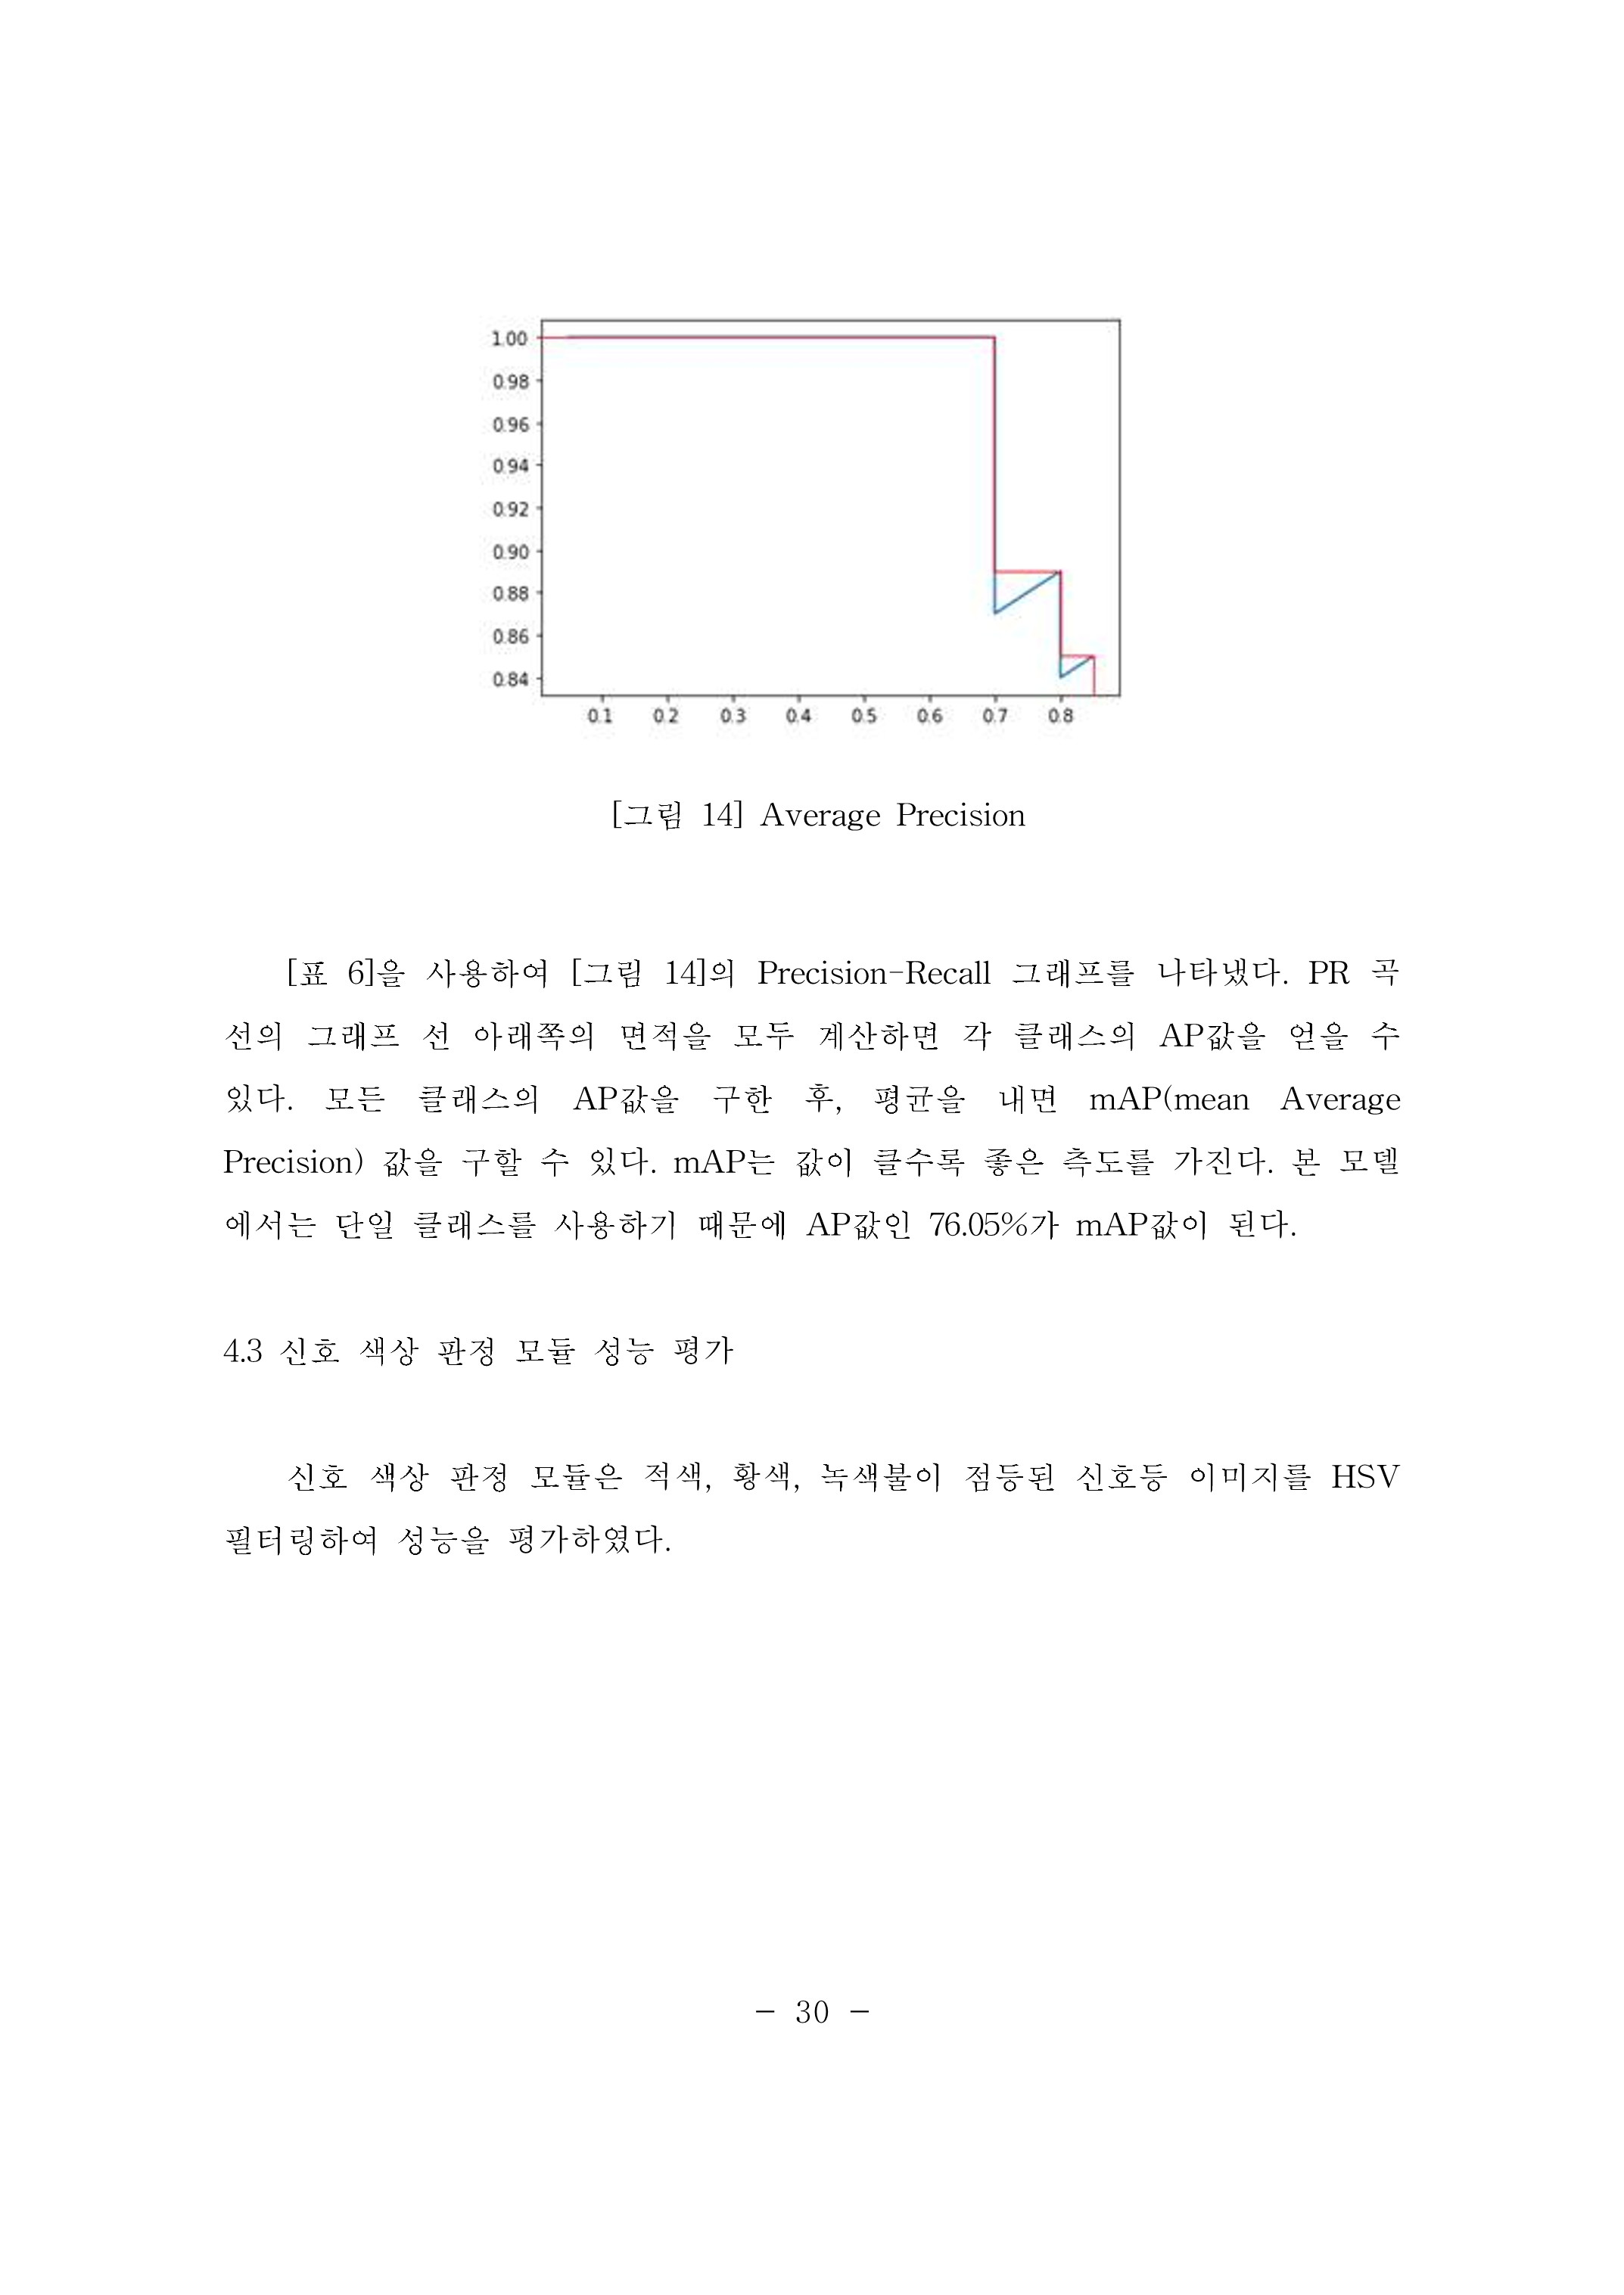 1.00
0.98
0.96
0.94
0.92
0.90
0.88
0.86
0.84
0.1 0.2 0.3 0.4 0.5 0.6 0.7 0.8
[그림 14] Average Precision
[표 6]을 사용하여 [그림 14]의 Precision-Recall 그래프를 나타냈다. PR 곡
선의 그래프 선 아래쪽의 면적을 모두 계산하면 각 클래스의 AP값을 얻을 수
있다. 모든 클래스의 AP값을 구한 후, 평균을 내면 mAP(mean Average
Precision) 값을 구할 수 있다. mAP는 값이 클수록 좋은 측도를 가진다. 본 모델
에서는 단일 클래스를 사용하기 때문에 AP값인 76.05%가 mAP값이 된다.
4.3 신호 색상 판정 모듈 성능 평가
신호 색상 판정 모듈은 적색, 황색, 녹색불이 점등된 신호등 이미지를 HSV
필터링하여 성능을 평가하였다.
- 30 -